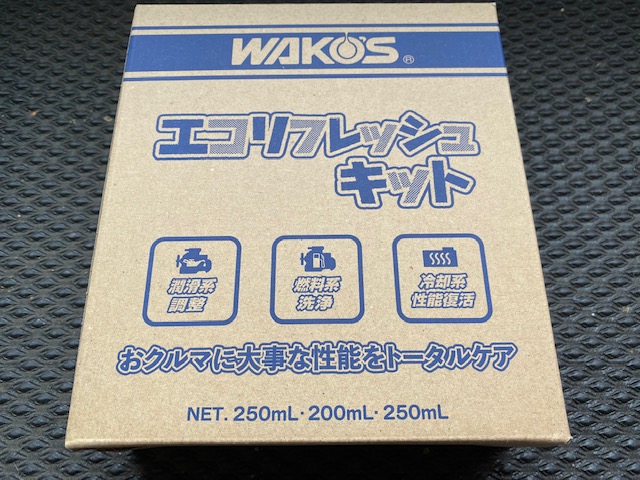 WAKO'S®
エコリフレッシュ
キット
潤滑系
調整
燃料系
洗浄
冷却系
性能復活
おクルマに大事な性能をトータルケア
NET. 250mL・200mL・250mL